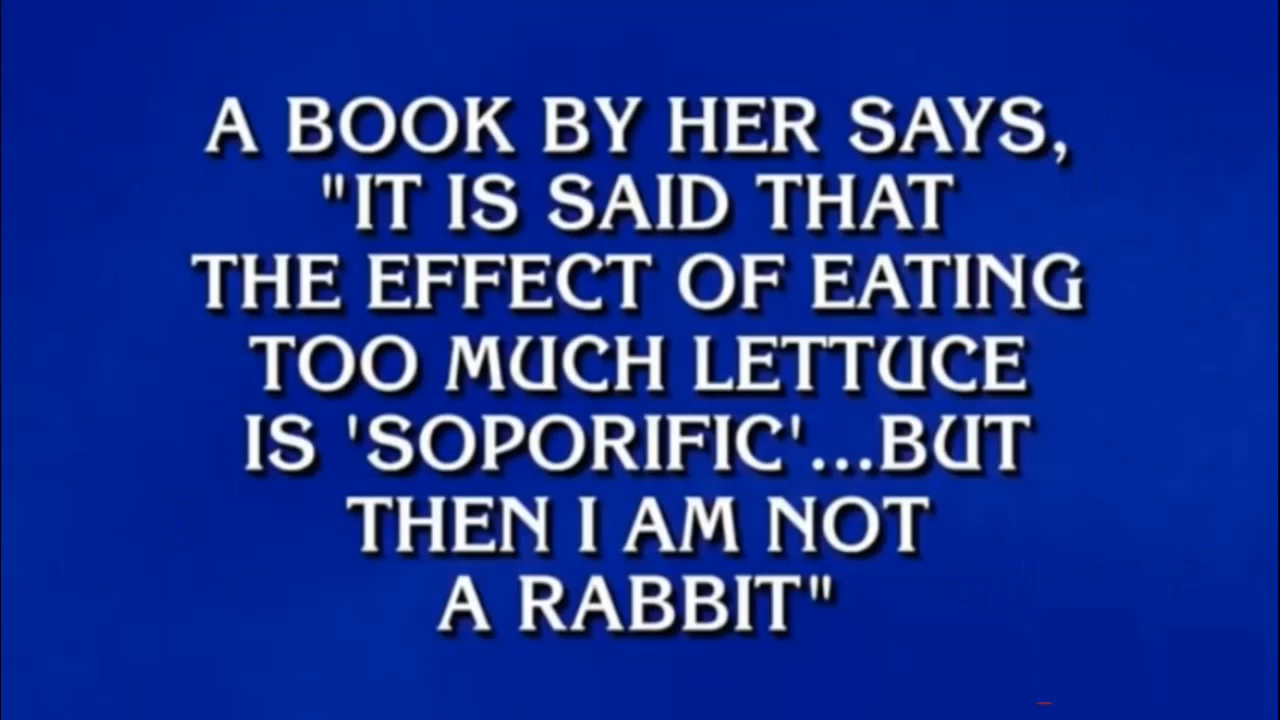 A BOOK BY HER SAYS,
"IT IS SAID THAT
THE EFFECT OF EATING
TOO MUCH LETTUCE
IS 'SOPORIFIC'...BUT
THEN I AM NOT
A RABBIT"